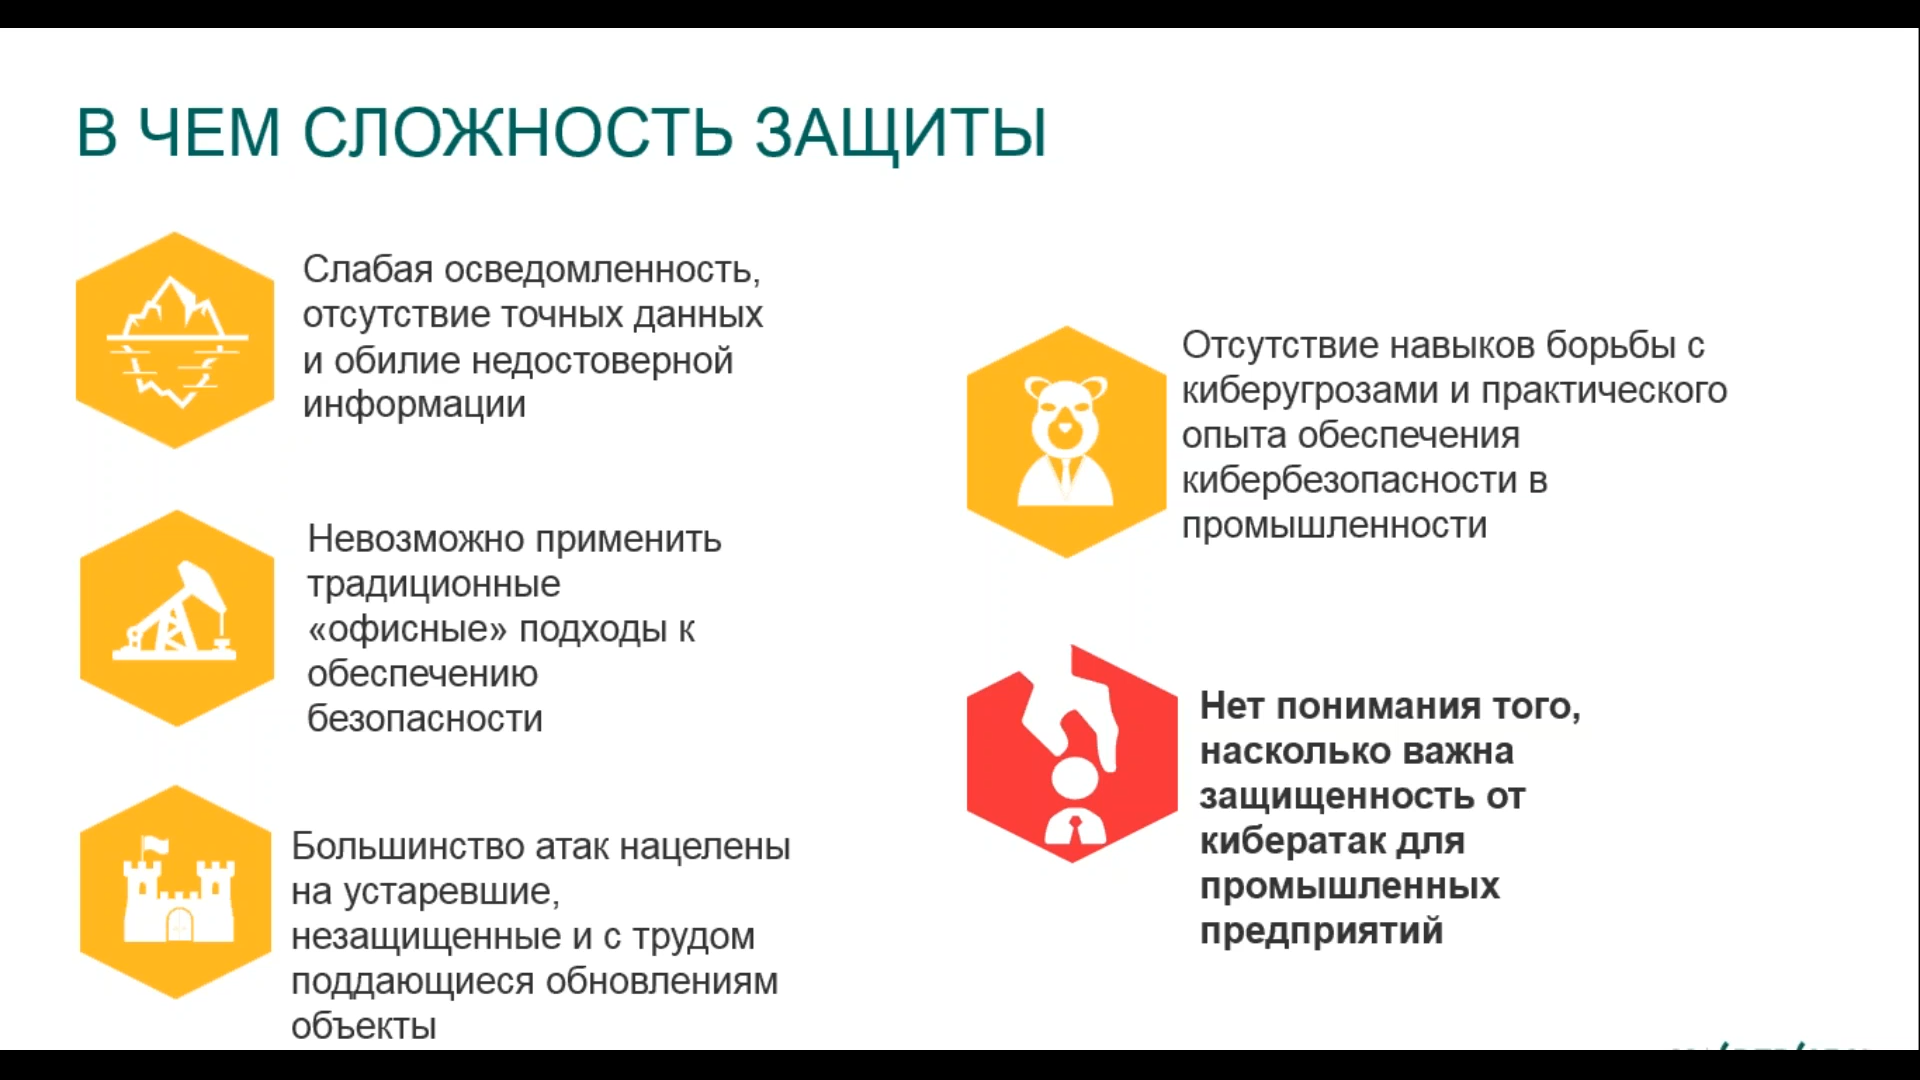 В ЧЕМ СЛОЖНОСТЬ ЗАЩИТЫ
Слабая осведомленность,
отсутствие точных данных
и обилие недостоверной
информации
Невозможно применить
традиционные
«офисные» подходы к
обеспечению
безопасности
Большинство атак нацелены
на устаревшие,
незащищенные и с трудом
поддающиеся обновлениям
объекты
Отсутствие навыков борьбы с
киберугрозами и практического
опыта обеспечения
кибербезопасности в
промышленности
Нет понимания того,
насколько важна
защищенность от
кибератак для
промышленных
предприятий